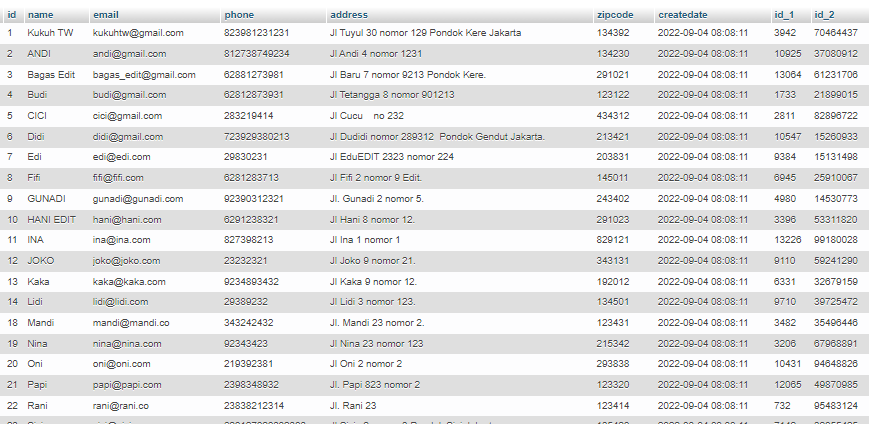 id name email phone address zipcode createdate id_1 id_2
1 Kukuh TW kukuhtw@gmail.com 823981231231 Jl Tuyul 30 nomor 129 Pondok Kere Jakarta 134392 2022-09-04 08:08:11 3942 70464437
2 ANDI andi@gmail.com 812738749234 Jl Andi 4 nomor 1231 134230 2022-09-04 08:08:11 10925 37080912
3 Bagas Edit bagas_edit@gmail.com 62881273981 Jl Baru 7 nomor 9213 Pondok Kere. 291021 2022-09-04 08:08:11 13064 61231706
4 Budi budi@gmail.com 62812873931 Jl Tetangga 8 nomor 901213 123122 2022-09-04 08:08:11 1733 21899015
5 CICI cici@gmail.com 283219414 Jl Cucu no 232 434312 2022-09-04 08:08:11 2811 82896722
6 Didi didi@gmail.com 723929380213 Jl Dudidi nomor 289312 Pondok Gendut Jakarta. 213421 2022-09-04 08:08:11 10547 15260933
7 Edi edi@edi.com 29830231 Jl EduEDIT 2323 nomor 224 203831 2022-09-04 08:08:11 9384 15131498
8 Fifi fifi@fifi.com 6281283713 Jl Fifi 2 nomor 9 Edit. 145011 2022-09-04 08:08:11 6945 25910067
9 GUNADI gunadi@gunadi.com 92390312321 Jl. Gunadi 2 nomor 5. 243402 2022-09-04 08:08:11 4980 14530773
10 HANI EDIT hani@hani.com 6291238321 Jl Hani 8 nomor 12. 291023 2022-09-04 08:08:11 3396 53311820
11 INA ina@ina.com 827398213 Jl Ina 1 nomor 1 829121 2022-09-04 08:08:11 13226 99180028
12 JOKO joko@joko.com 23232321 Jl Joko 9 nomor 21. 343131 2022-09-04 08:08:11 9110 59241290
13 Kaka kaka@kaka.com 9234893432 Jl Kaka 9 nomor 12. 192012 2022-09-04 08:08:11 6331 32679159
14 Lidi lidi@lidi.com 29389232 Jl Lidi 3 nomor 123. 134501 2022-09-04 08:08:11 9710 39725472
18 Mandi mandi@mandi.co 343242432 Jl. Mandi 23 nomor 2. 123431 2022-09-04 08:08:11 3482 35496446
19 Nina nina@nina.com 92343423 Jl Nina 23 nomor 123 215342 2022-09-04 08:08:11 3206 67968891
20 Oni oni@oni.com 219392381 Jl Oni 2 nomor 2 293838 2022-09-04 08:08:11 10431 94648826
21 Papi papi@papi.com 2398348932 Jl. Papi 823 nomor 2 123320 2022-09-04 08:08:11 12065 49870985
22 Rani rani@rani.co 23838212314 Jl. Rani 23 123414 2022-09-04 08:08:11 732 95483124